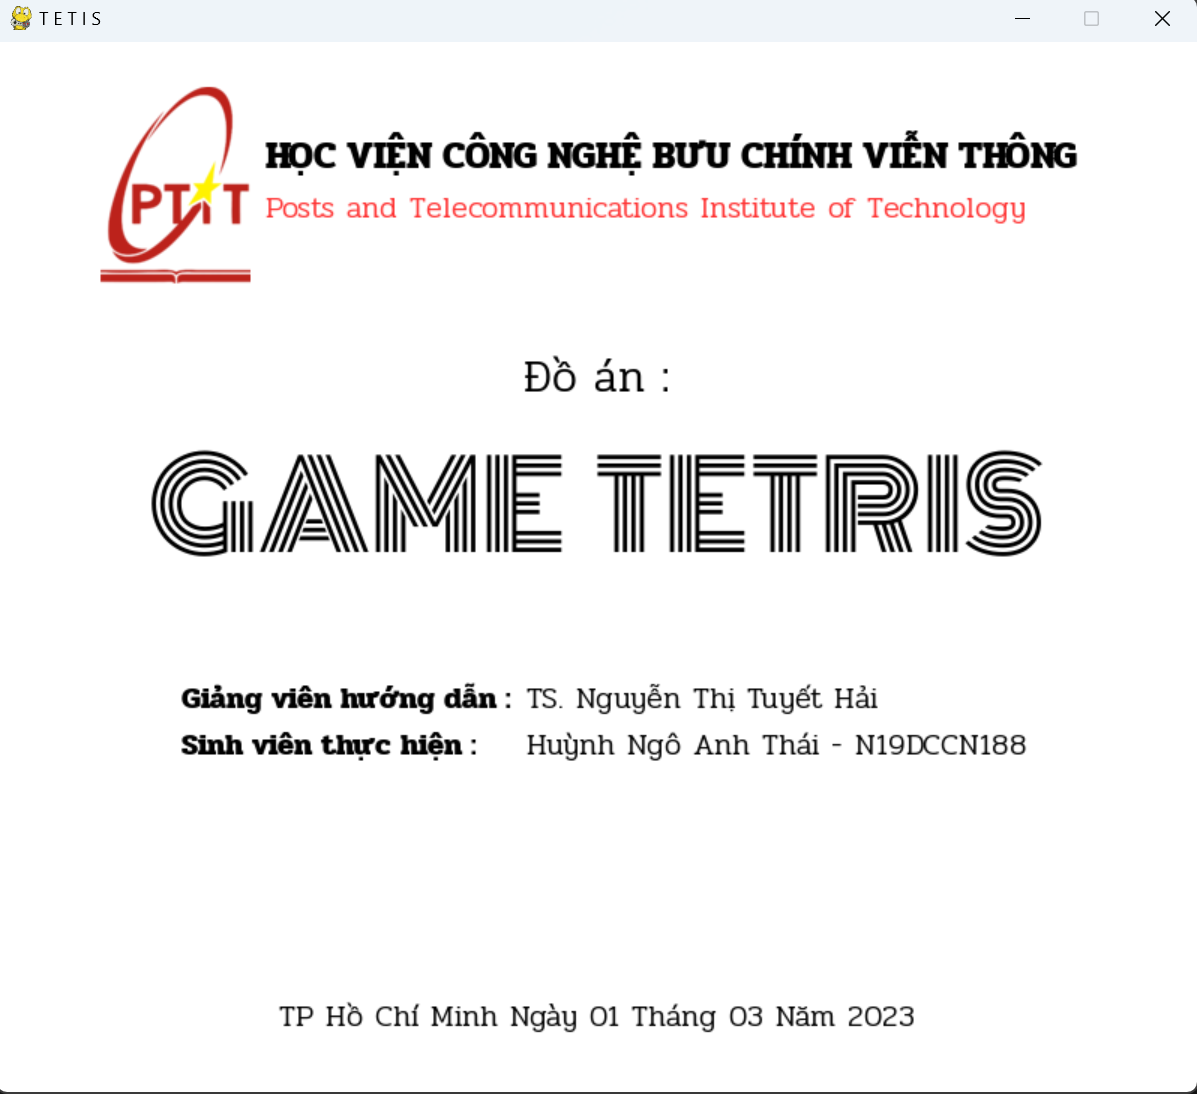 T E T I S
PTIT
HỌC VIỆN CÔNG NGHỆ BƯU CHÍNH VIỄN THÔNG
Posts and Telecommunications Institute of Technology
Đồ án :
GAME TETRIS
Giảng viên hướng dẫn : TS. Nguyễn Thị Tuyết Hải
Sinh viên thực hiện : Huỳnh Ngô Anh Thái - N19DCCN188
TP Hồ Chí Minh Ngày 01 Tháng 03 Năm 2023